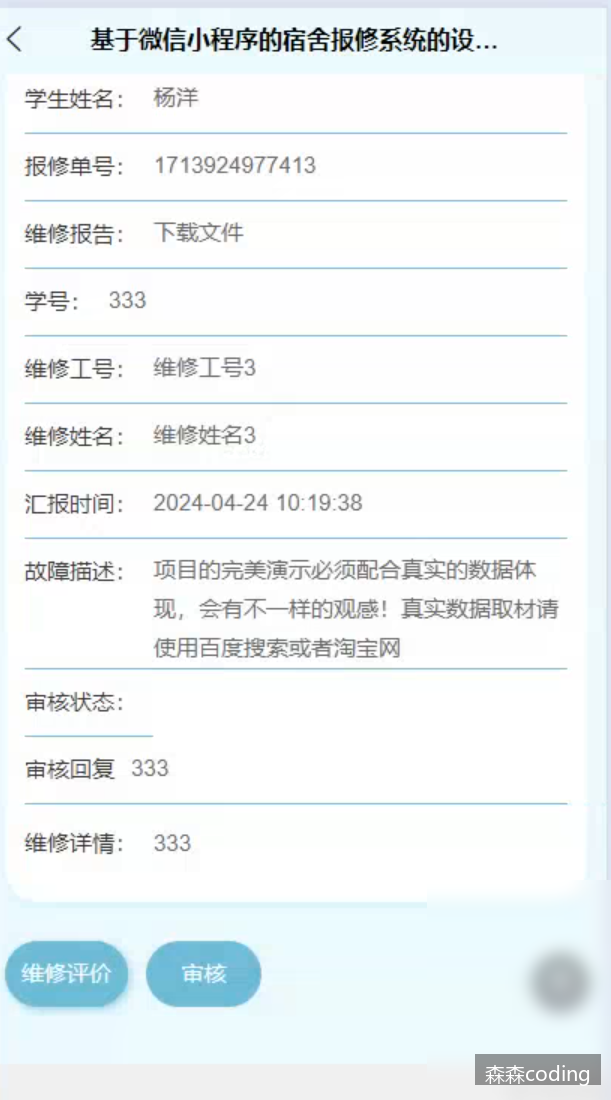 基于微信小程序的宿舍报修系统的设...
学生姓名： 杨洋
报修单号： 1713924977413
维修报告： 下载文件
学号： 333
维修工号： 维修工号3
维修姓名： 维修姓名3
汇报时间： 2024-04-24 10:19:38
故障描述： 项目的完美演示必须配合真实的数据体
现，会有不一样的观感！真实数据取材请
使用百度搜索或者淘宝网
审核状态：
审核回复 333
维修详情： 333
维修评价 审核
森森coding